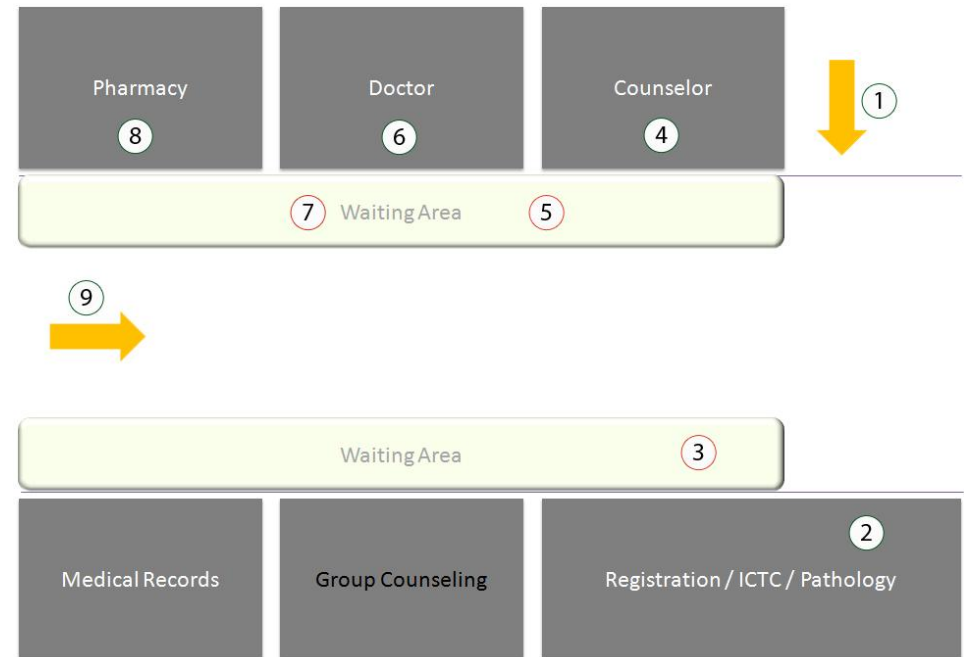 Pharmacy
8
Doctor
6
Counselor
4
1
7
Waiting Area
5
9
Waiting Area
3
2
Medical Records
Group Counseling
Registration / ICTC / Pathology